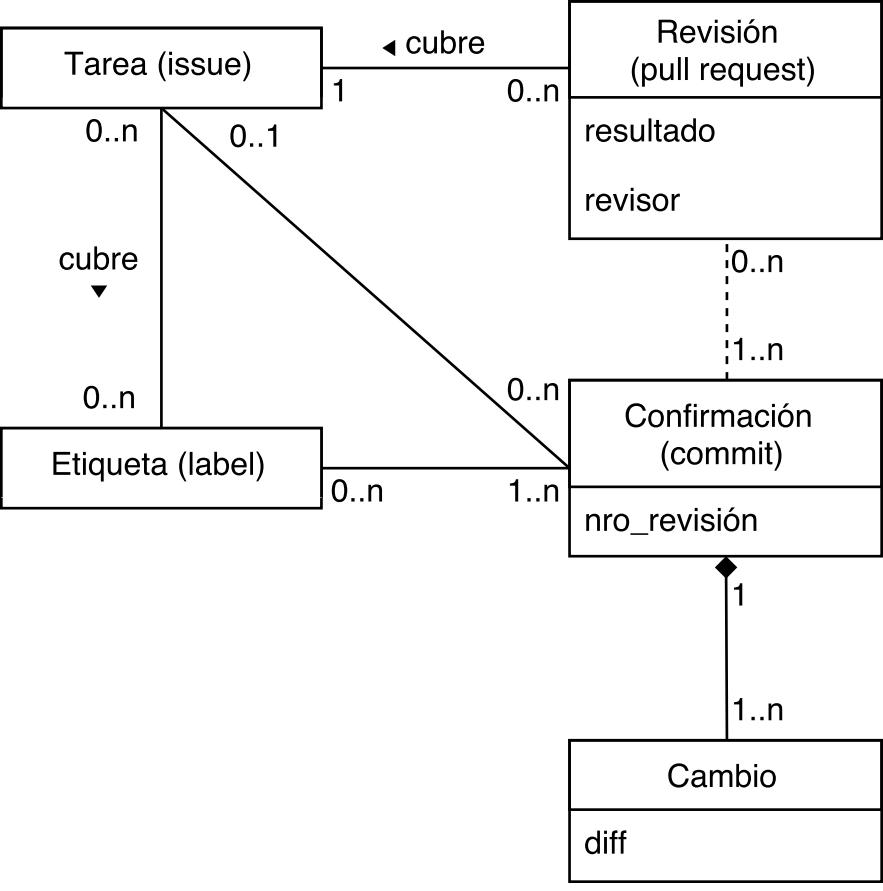 Tarea (issue)
cubre
Revisión
(pull request)
1
0..n
resultado
revisor
0..n
0..1
cubre
0..n
1..n
0..n
0..n
Confirmación
(commit)
Etiqueta (label)
0..n
1..n
nro_revisión
1
1..n
Cambio
diff